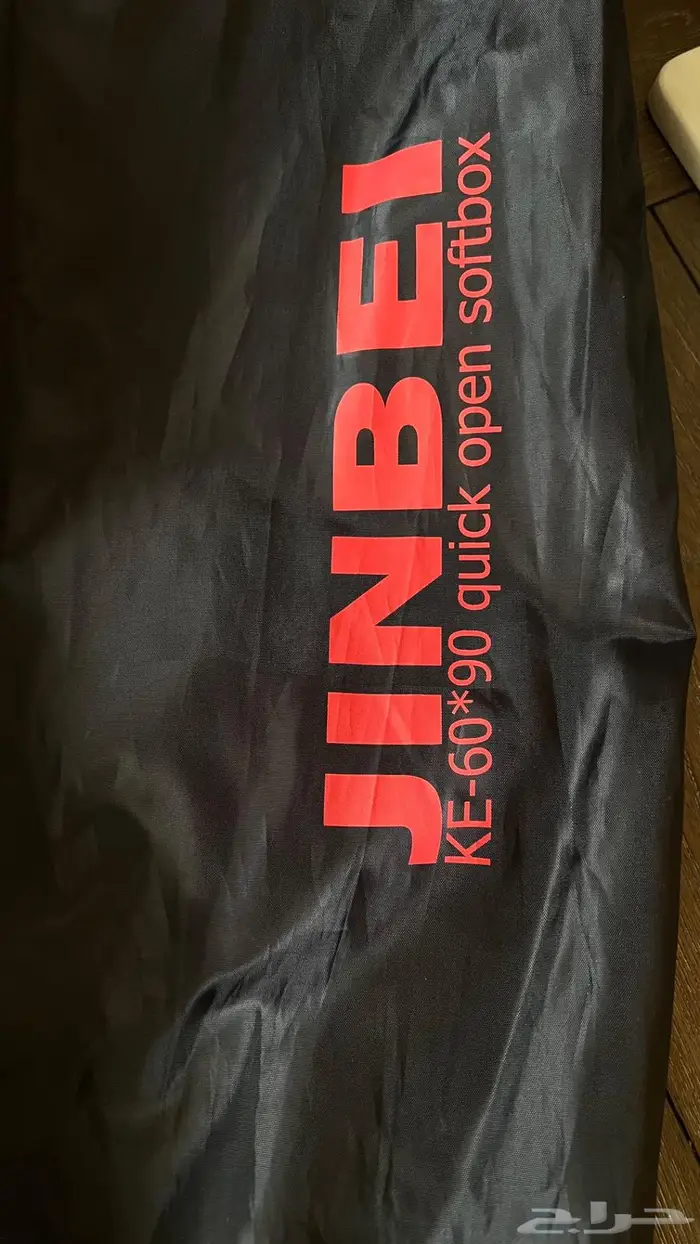 JINBEI
KE-60*90 quick open softbox
حراج